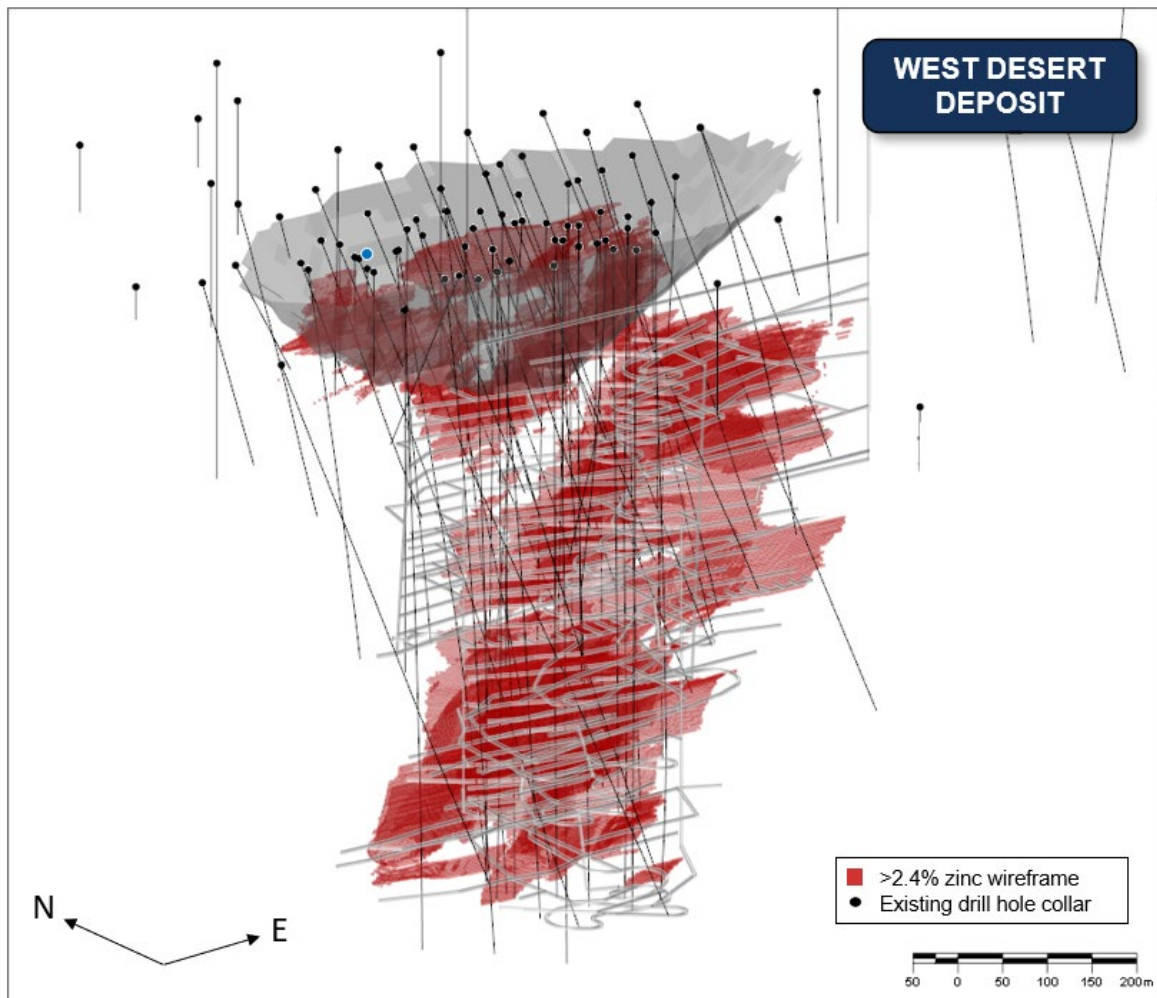 WEST DESERT
DEPOSIT
N
E
>2.4% zinc wireframe
Existing drill hole collar
50 0 50 100 150 200m